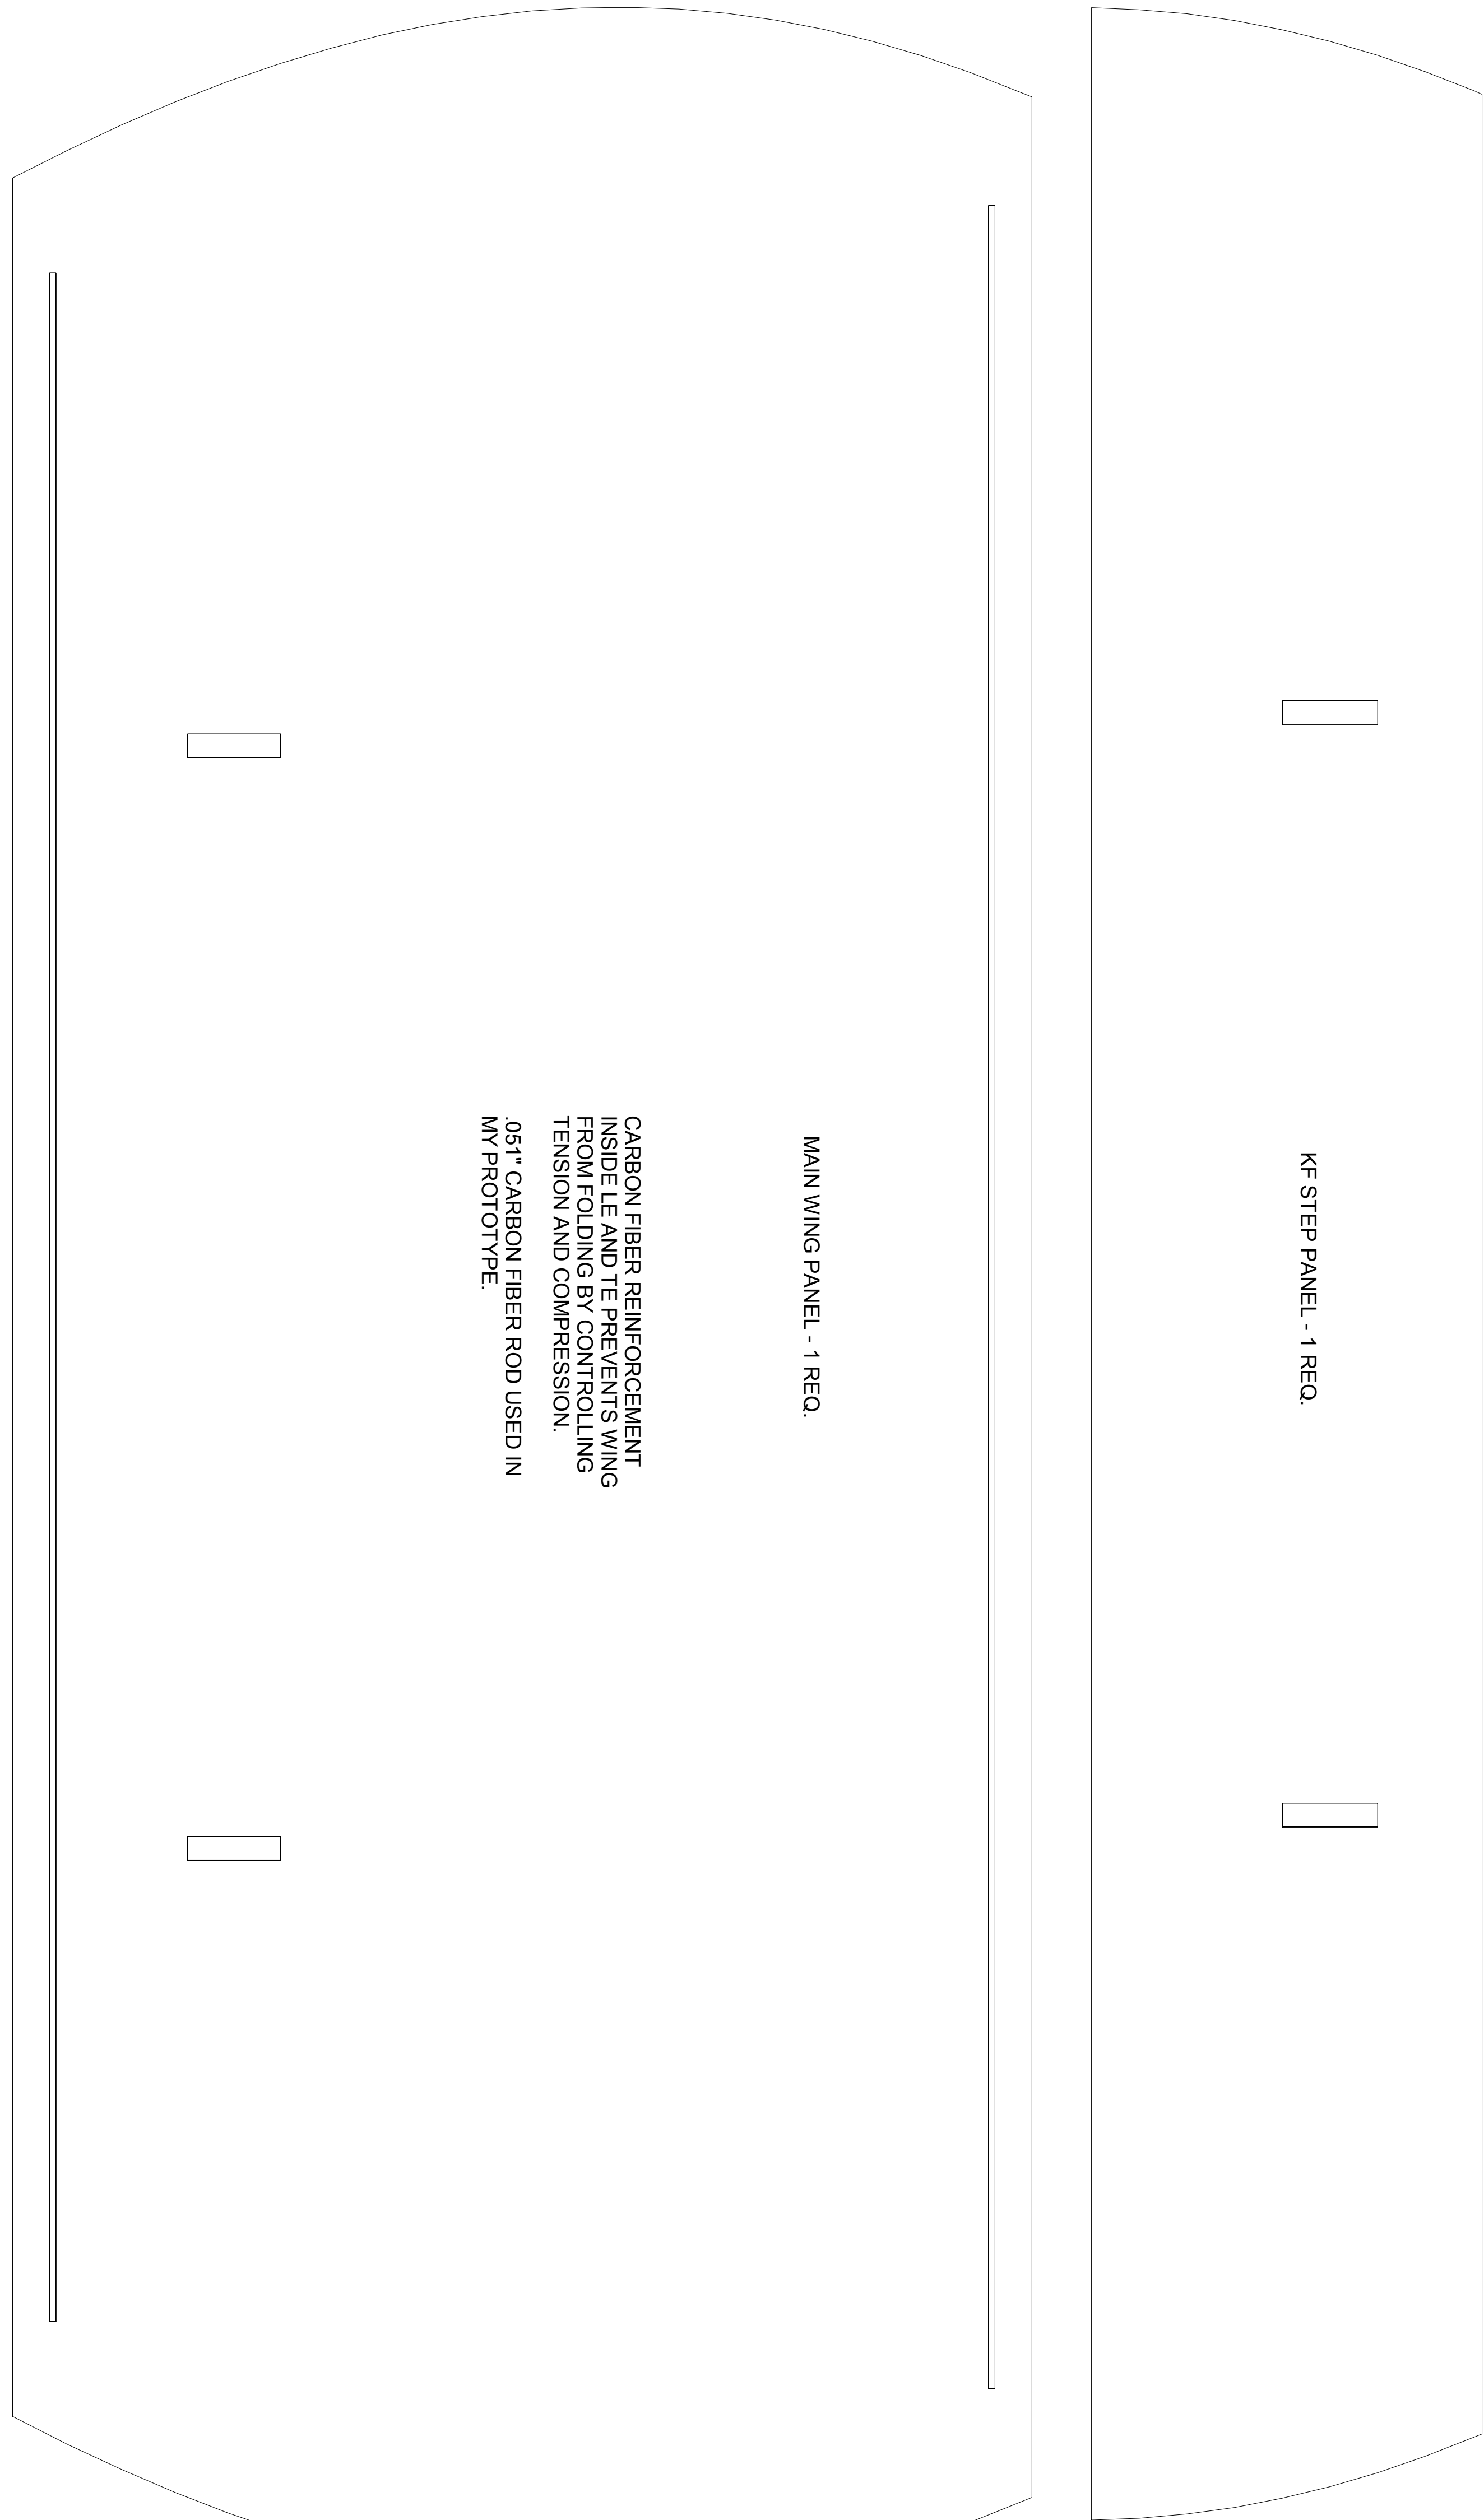 KF STEP PANEL - 1 REQ.
MAIN WING PANEL - 1 REQ.
CARBON FIBER REINFORCEMENT
INSIDE LE AND TE PREVENTS WING
FROM FOLDING BY CONTROLLING
TENSION AND COMPRESSION.
.051" CARBON FIBER ROD USED IN
MY PROTOTYPE.